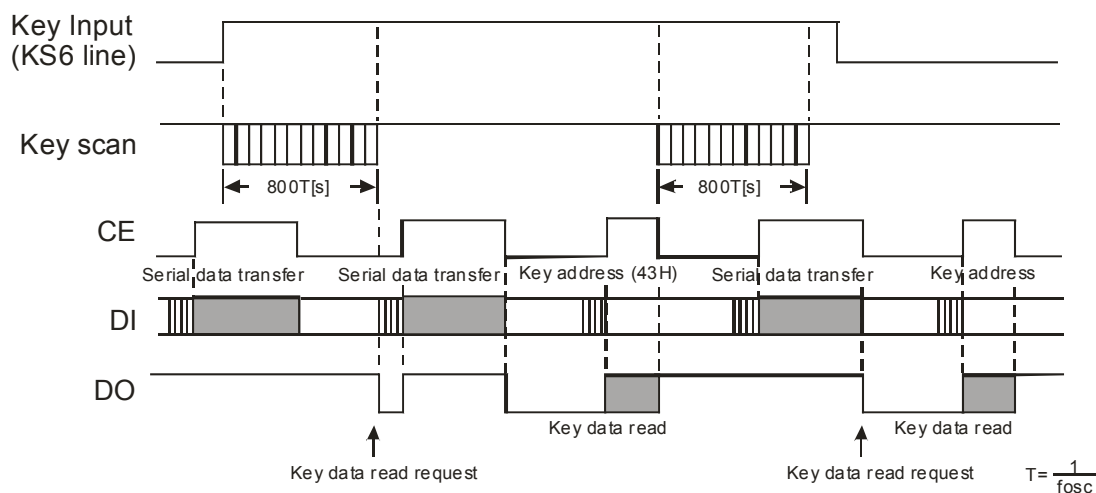 Key Input
(KS6 line)
Key scan
800T[s]
800T[s]
CE
Serial data transfer
Serial data transfer
Key address (43H)
Serial data transfer
Key address
DI
DO
Key data read
Key data read
Key data read request
Key data read request
T= 1
fosc